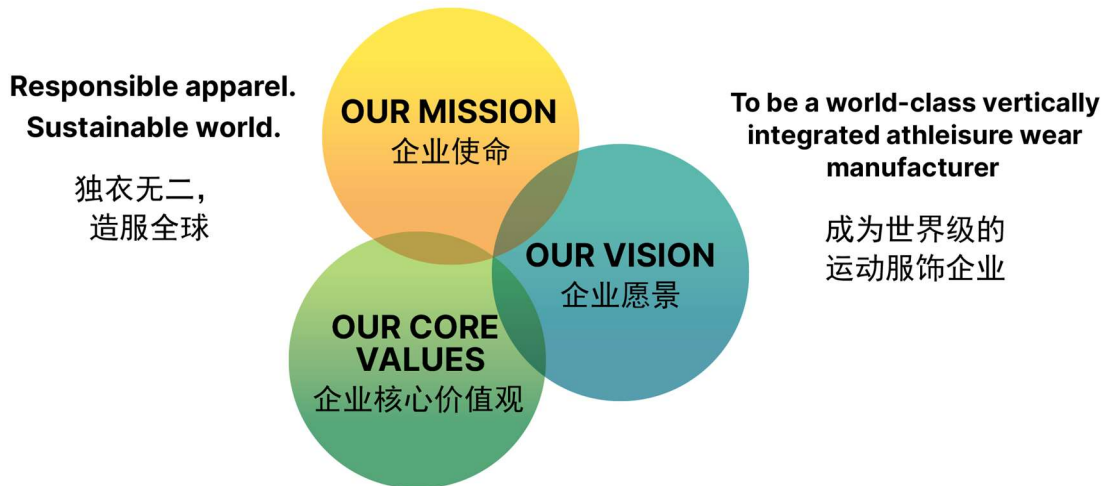 Responsible apparel.
Sustainable world.
独衣无二，
造服全球
OUR MISSION
企业使命
To be a world-class vertically
integrated athleisure wear
manufacturer
成为世界级的
运动服饰企业
OUR VISION
企业愿景
OUR CORE
VALUES
企业核心价值观